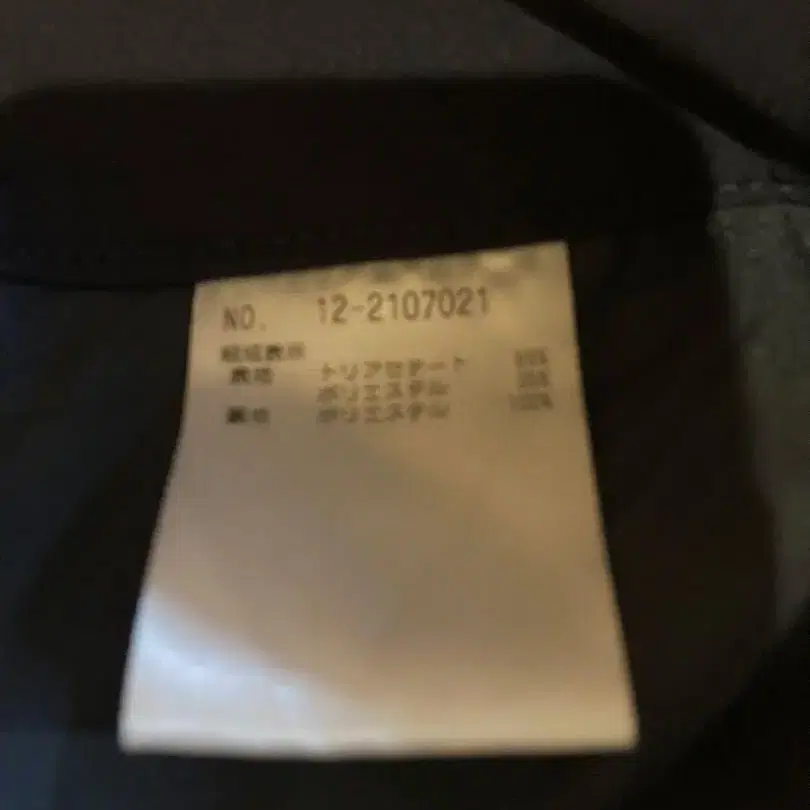 NO. 12-2107021
組成表示
表地 トリアセテート
ポリエステル
裏地 ポリエステル 100%